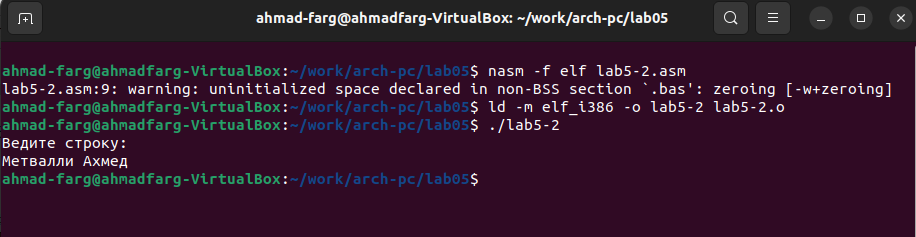 ahmad-farg@ahmadfarg-VirtualBox: ~/work/arch-pc/lab05
ahmad-farg@ahmadfarg-VirtualBox:~/work/arch-pc/lab05$ nasm -f elf lab5-2.asm
lab5-2.asm:9: warning: uninitialized space declared in non-BSS section `.bas': zeroing [-w+zeroing]
ahmad-farg@ahmadfarg-VirtualBox:~/work/arch-pc/lab05$ ld -m elf_i386 -o lab5-2 lab5-2.o
ahmad-farg@ahmadfarg-VirtualBox:~/work/arch-pc/lab05$ ./lab5-2
Ведите строку:
Метвалли Ахмед
ahmad-farg@ahmadfarg-VirtualBox:~/work/arch-pc/lab05$